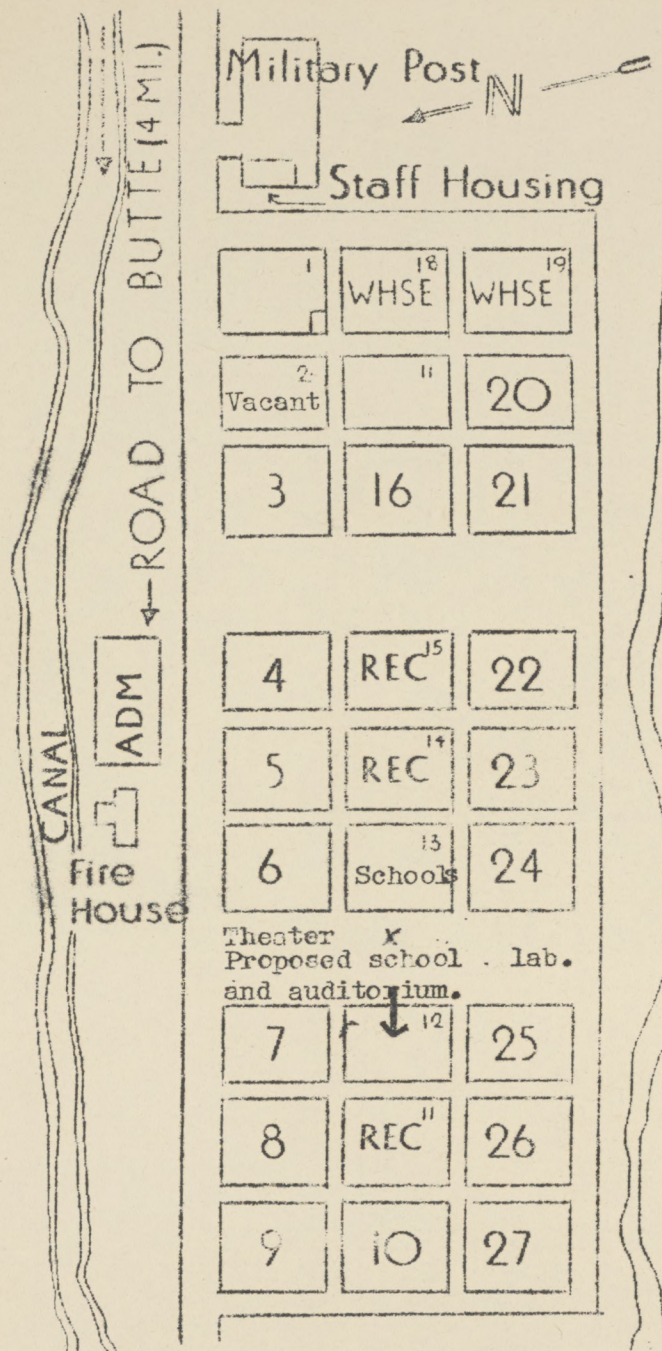 Military Post
N
Staff Housing
ROAD TO BUTTE (4 MI.)
1
18
WHSE
19
WHSE
2
Vacant
11
20
3
16
21
4
REC 15
22
ADM
5
REC 14
23
CANAL
6
13
Schools
24
Fire
House
Theater x
Proposed school . lab.
and auditorium.
7
12
25
8
REC 11
26
9
10
27